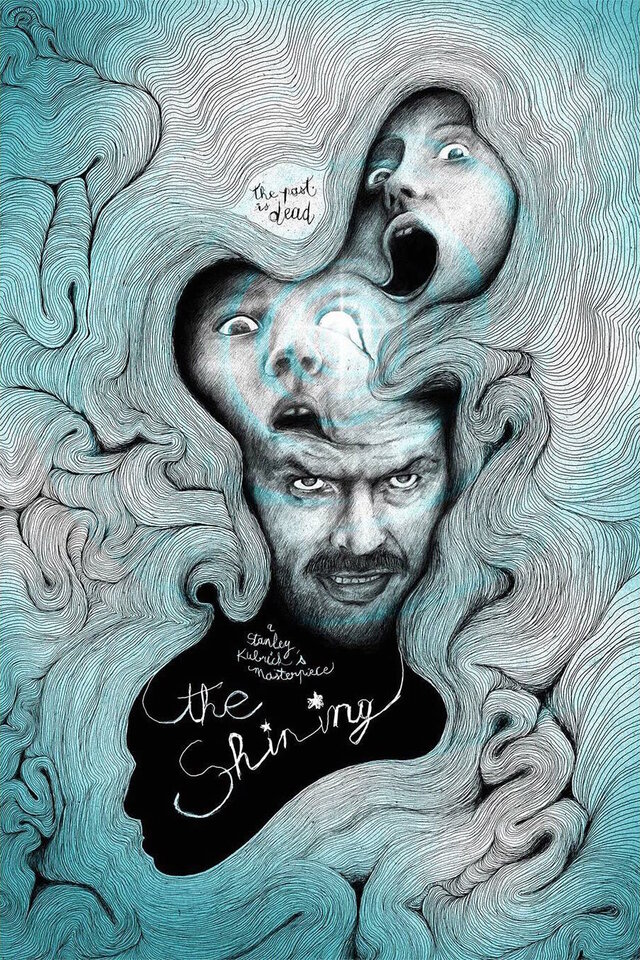 the past
is dead
a
Stanley
Kubrick's
masterpiece
the
Shining